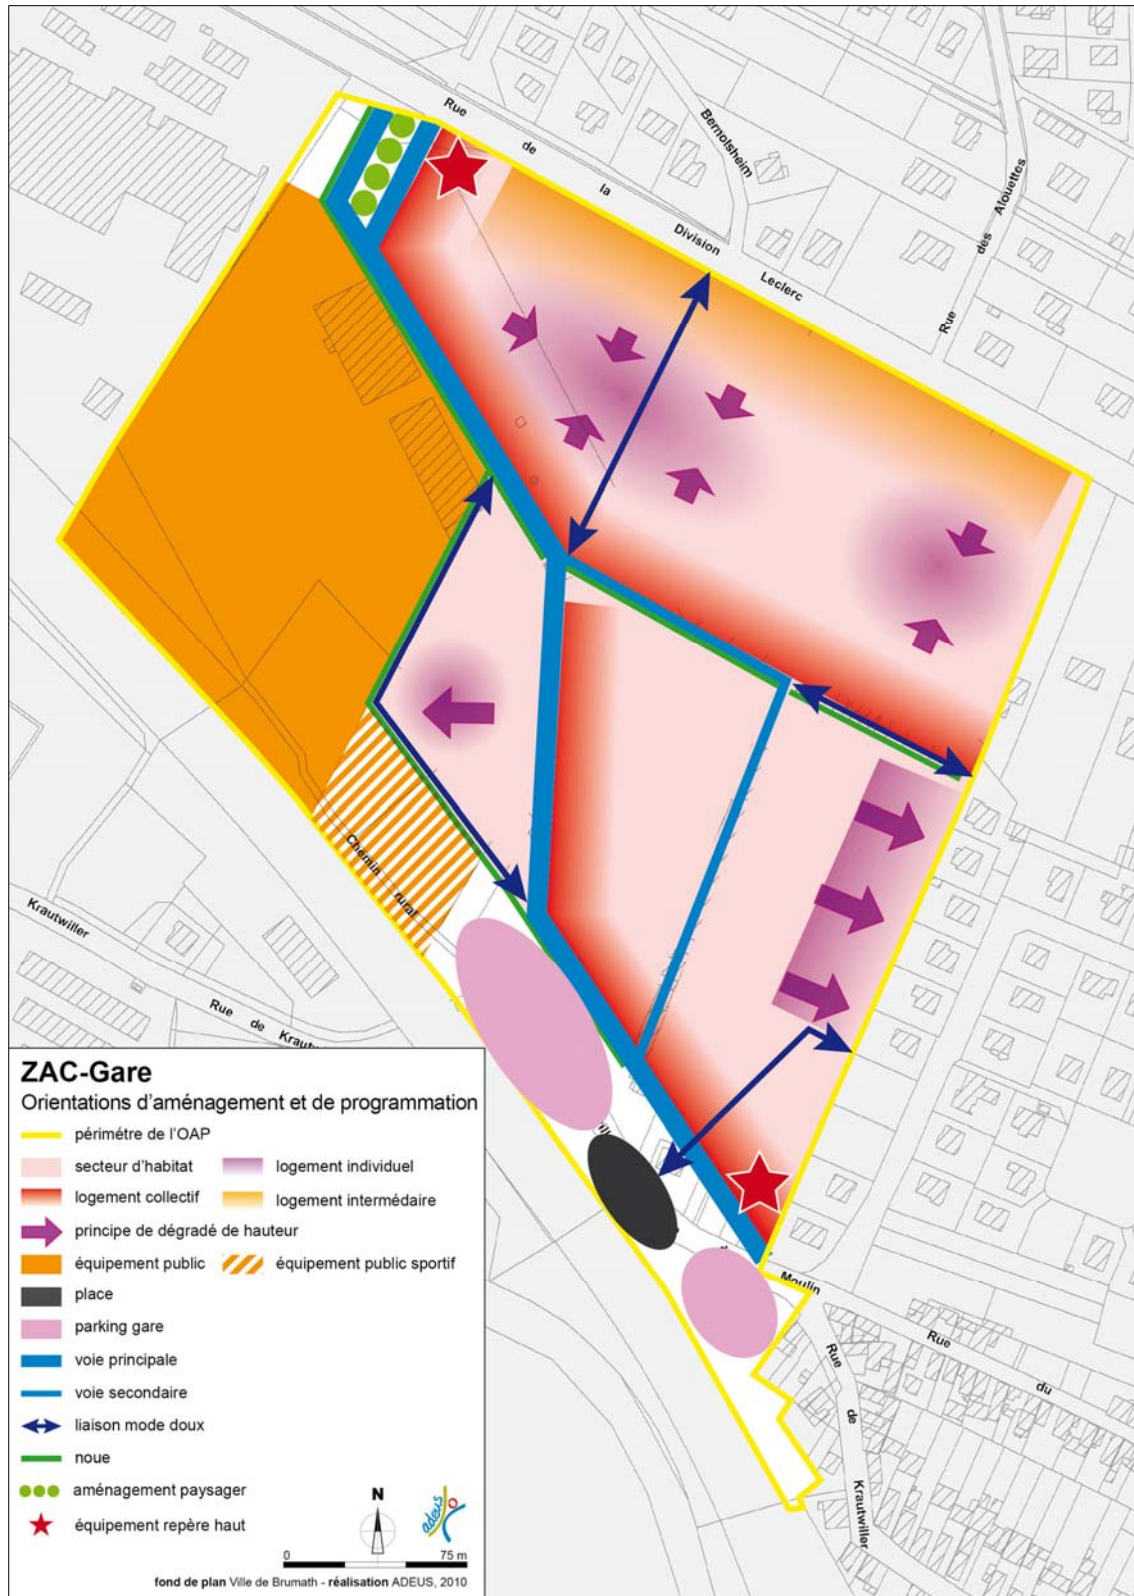 Rue de la Division Leclerc
Bernolsheim
Rue des Alouettes
Chemin rural
Krautwiller
Rue de Krautw
Moulin
Rue du
Rue de Krautwiller
ZAC-Gare
Orientations d'aménagement et de programmation
périmétre de l'OAP
secteur d'habitat
logement individuel
logement collectif
logement intermédaire
principe de dégradé de hauteur
équipement public
équipement public sportif
place
parking gare
voie principale
voie secondaire
liaison mode doux
noue
aménagement paysager
équipement repère haut
N
adeus
0 75 m
fond de plan Ville de Brumath - réalisation ADEUS, 2010